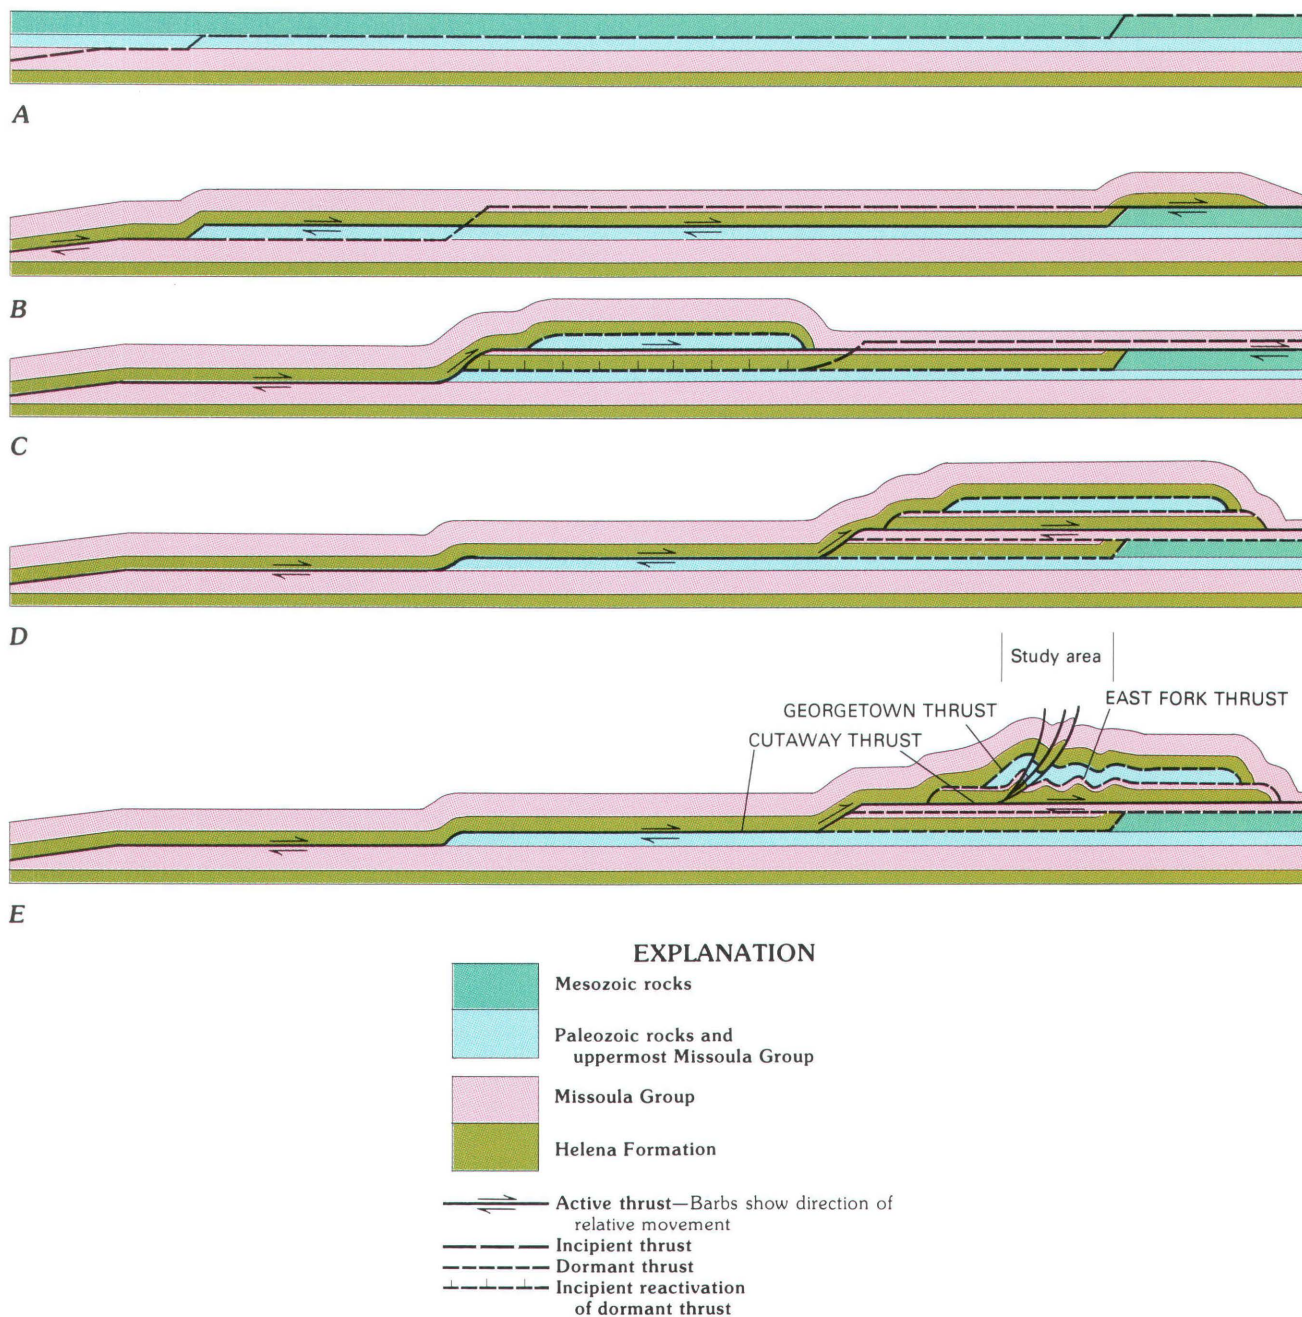 A
B
C
D
Study area
GEORGETOWN THRUST
EAST FORK THRUST
CUTAWAY THRUST
E
EXPLANATION
Mesozoic rocks
Paleozoic rocks and
uppermost Missoula Group
Missoula Group
Helena Formation
Active thrust—Barbs show direction of
relative movement
Incipient thrust
Dormant thrust
Incipient reactivation
of dormant thrust